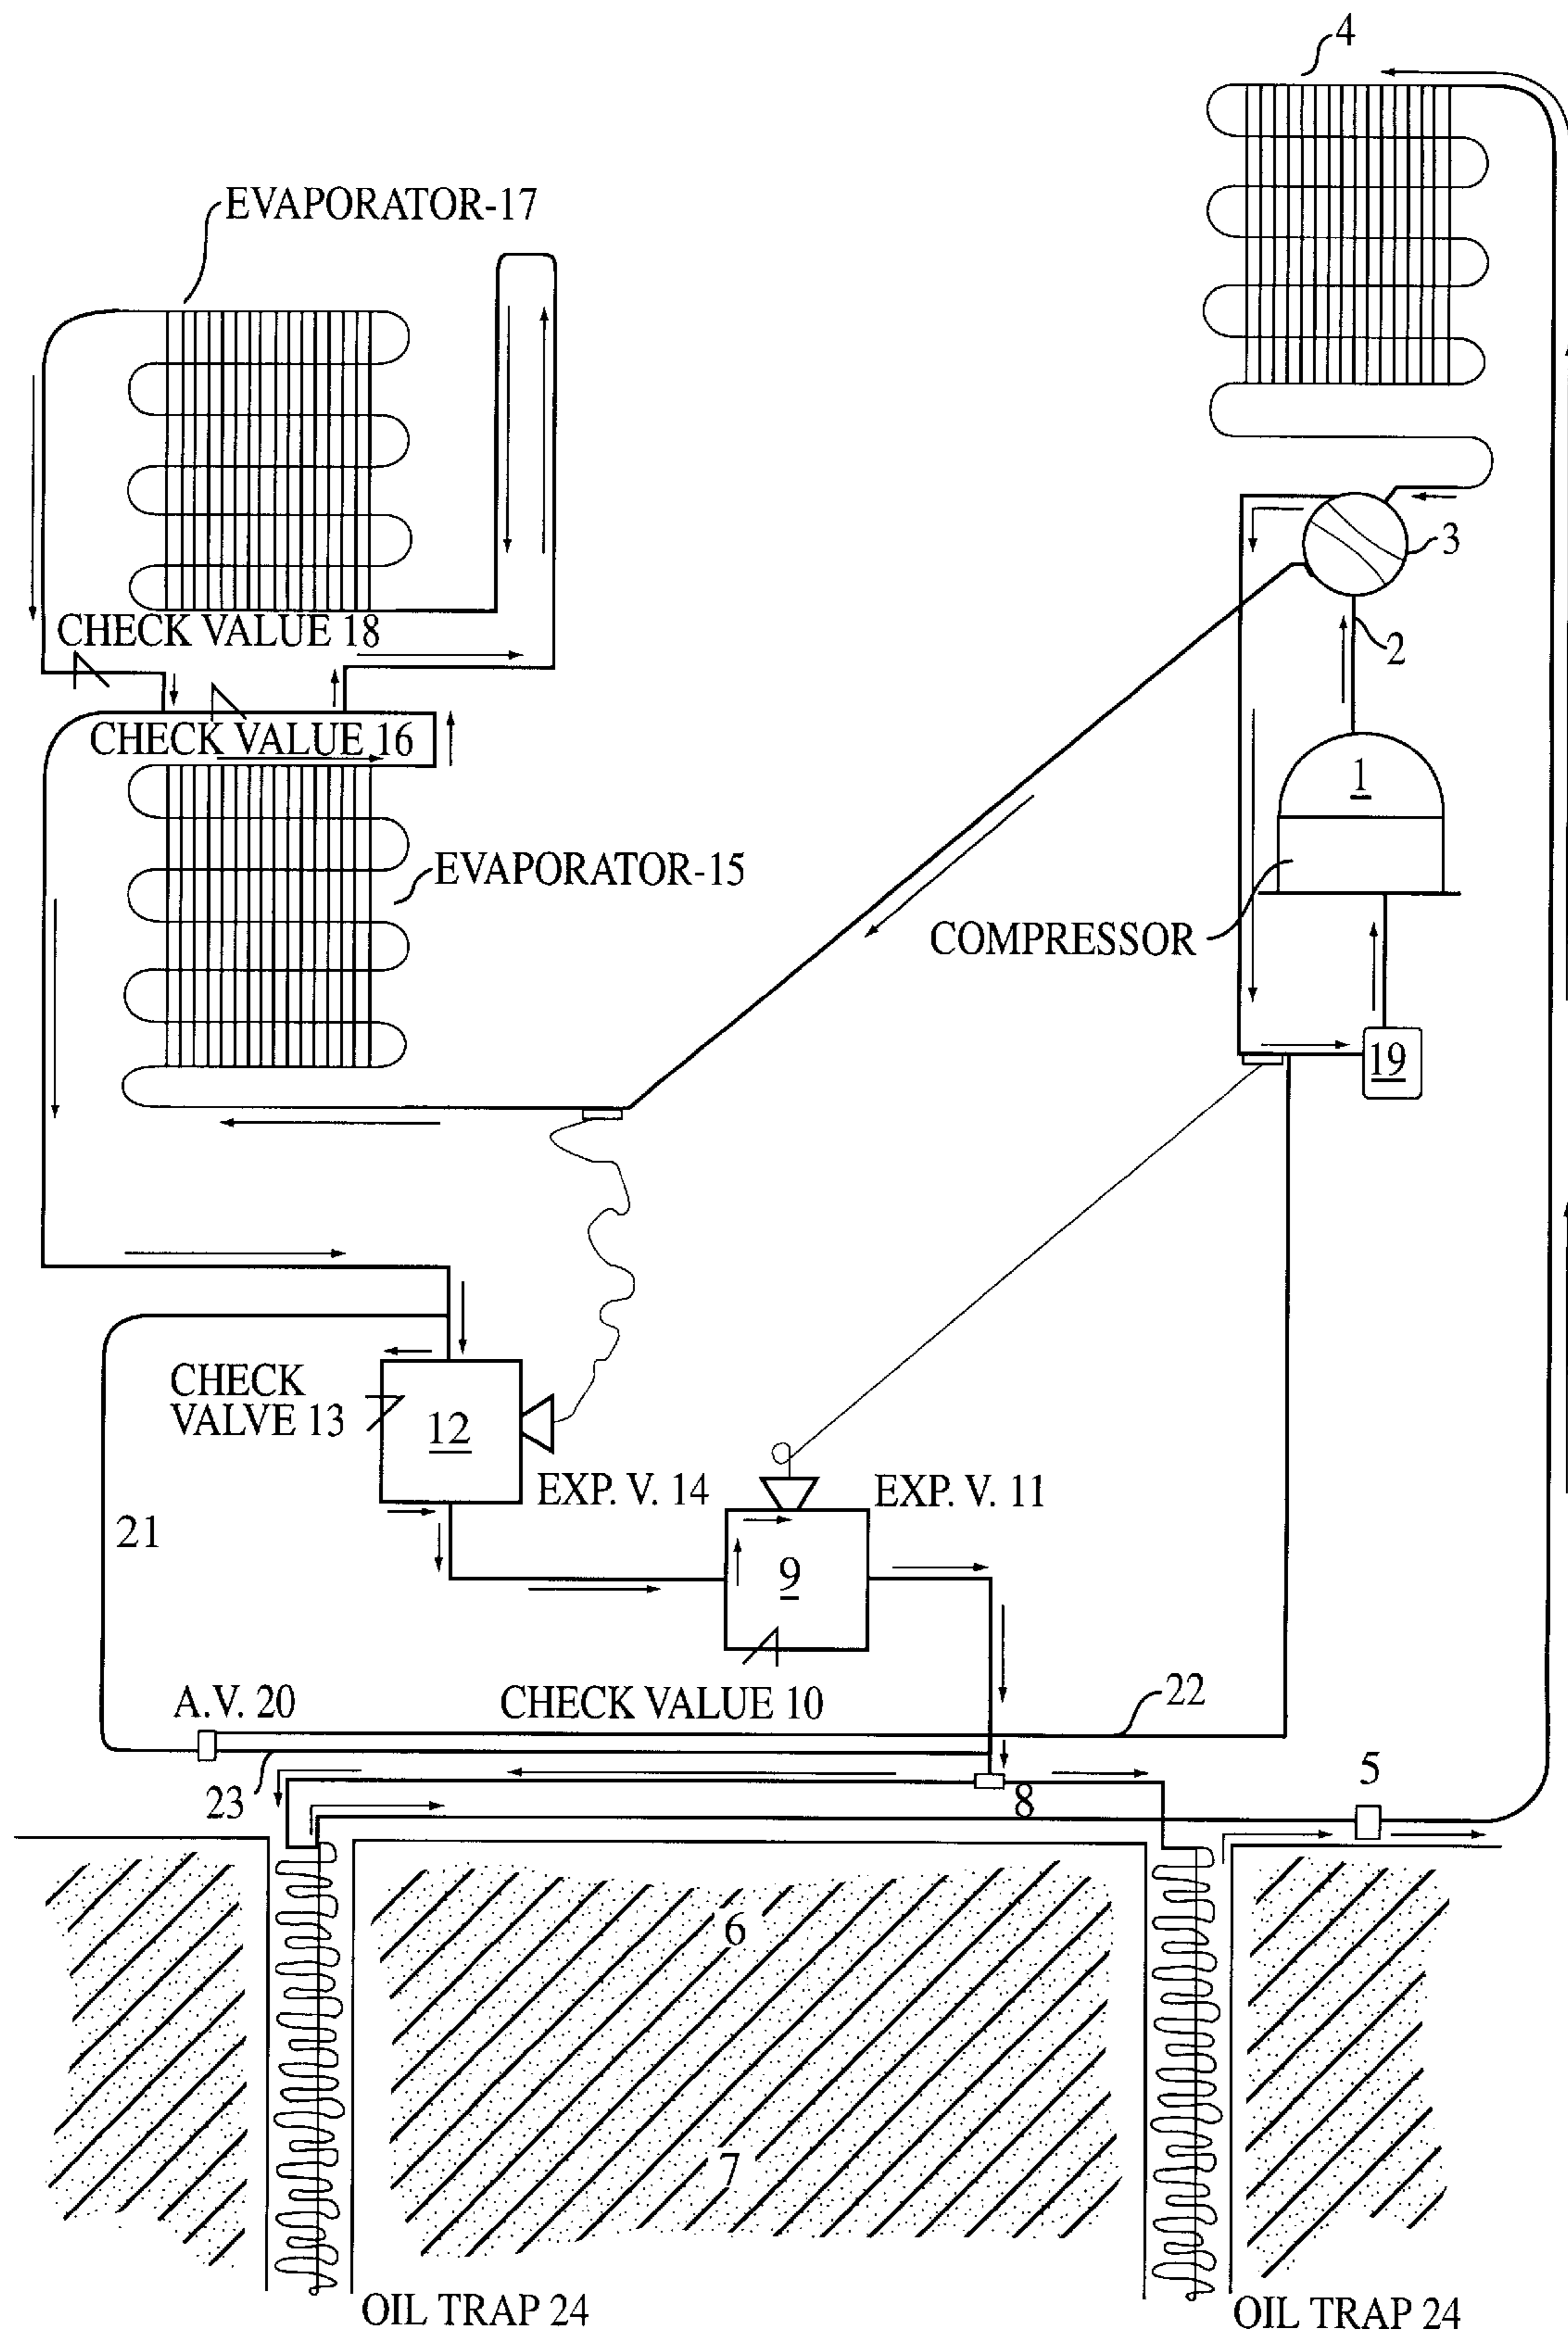 4
EVAPORATOR-17
3
CHECK VALUE 18
2
CHECK VALUE 16
1
EVAPORATOR-15
COMPRESSOR
19
CHECK
VALVE 13
12
EXP. V. 14
EXP. V. 11
21
9
A.V. 20
CHECK VALUE 10
22
5
23
8
6
7
OIL TRAP 24
OIL TRAP 24